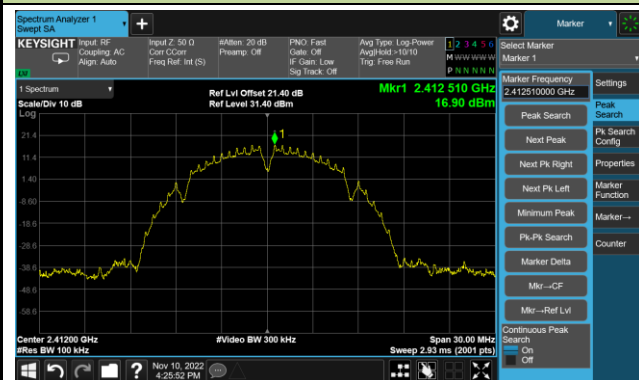 Spectrum Analyzer 1
Swept SA
+
Marker
KEYSIGHT
Input: RF
Coupling: AC
Align: Auto
Input Z: 50 Ω
Corr CCorr
Freq Ref: Int (S)
#Atten: 20 dB
Preamp: Off
PNO: Fast
Gate: Off
IF Gain: Low
Sig Track: Off
Avg Type: Log-Power
Avg|Hold:>10/10
Trig: Free Run
1 2 3 4 5 6
M W W W W W
P N N N N N
LW
Select Marker
Marker 1
1 Spectrum
Scale/Div 10 dB
Log
Ref Lvl Offset 21.40 dB
Ref Level 31.40 dBm
Mkr1 2.412 510 GHz
16.90 dBm
21.4
11.4
1.40
-8.60
-18.6
-28.6
-38.6
-48.6
-58.6
1
Center 2.41200 GHz
#Res BW 100 kHz
#Video BW 300 kHz
Span 30.00 MHz
Sweep 2.93 ms (2001 pts)
Marker Frequency
2.412510000 GHz
Peak Search
Next Peak
Next Pk Right
Next Pk Left
Minimum Peak
Pk-Pk Search
Marker Delta
Mkr→CF
Mkr→Ref Lvl
Continuous Peak
Search
On
Off
Settings
Peak
Search
Pk Search
Config
Properties
Marker
Function
Marker→
Counter
?
Nov 10, 2022
4:25:52 PM